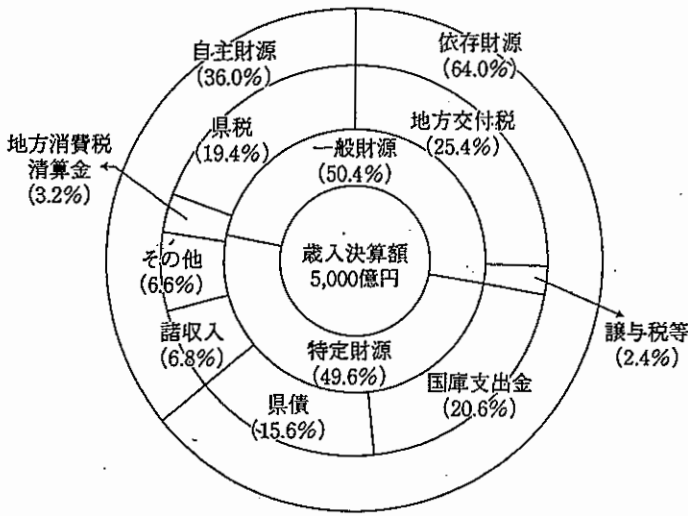 自主財源
(36.0%)
依存財源
(64.0%)
県税
(19.4%)
地方交付税
(25.4%)
地方消費税
清算金
(3.2%)
一般財源
(50.4%)
歳入決算額
5,000億円
その他
(6.6%)
譲与税等
(2.4%)
諸収入
(6.8%)
特定財源
(49.6%)
国庫支出金
(20.6%)
県債
(15.6%)